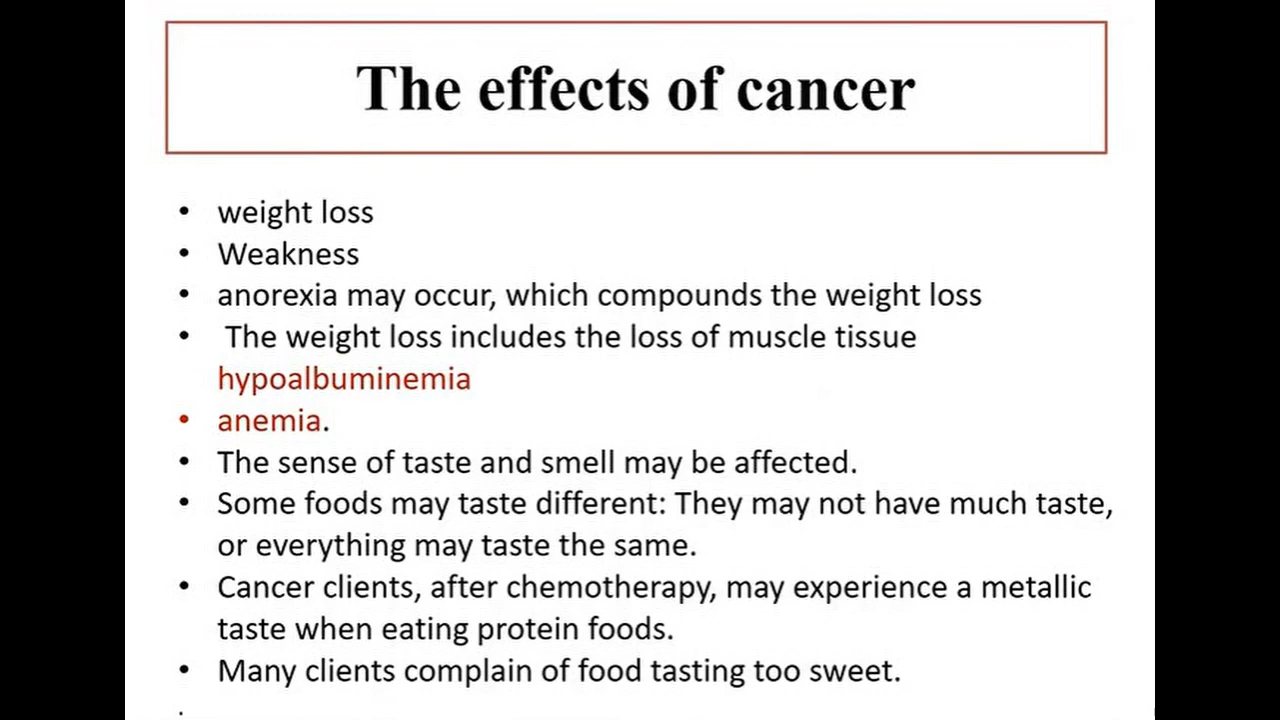 The effects of cancer
• weight loss
• Weakness
• anorexia may occur, which compounds the weight loss
• The weight loss includes the loss of muscle tissue
hypoalbuminemia
• anemia.
• The sense of taste and smell may be affected.
• Some foods may taste different: They may not have much taste,
or everything may taste the same.
• Cancer clients, after chemotherapy, may experience a metallic
taste when eating protein foods.
• Many clients complain of food tasting too sweet.
.